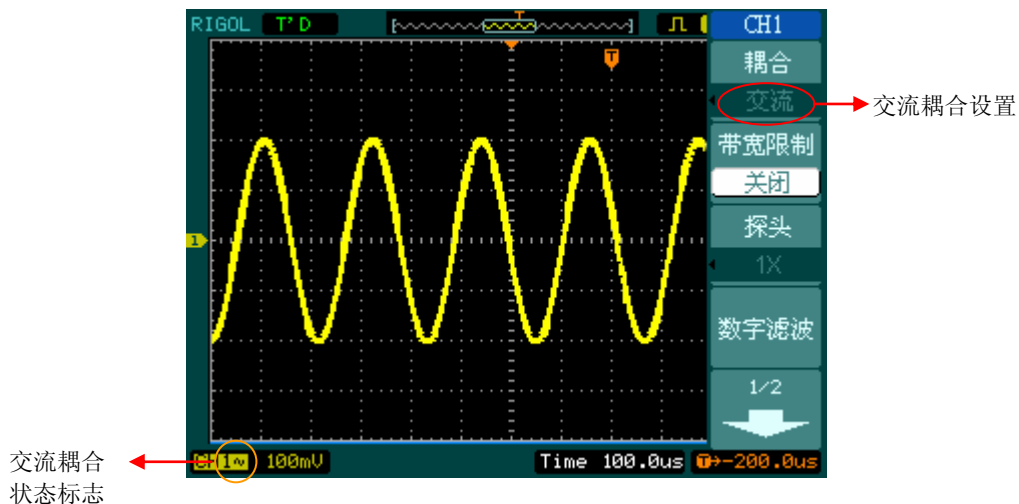 RIGOL T'D T CH1
耦合
T
交流
交流耦合设置
带宽限制
关闭
探头
1
1X
数字滤波
1/2
CH1~ 100mV Time 100.0us T→-200.0us
交流耦合
状态标志